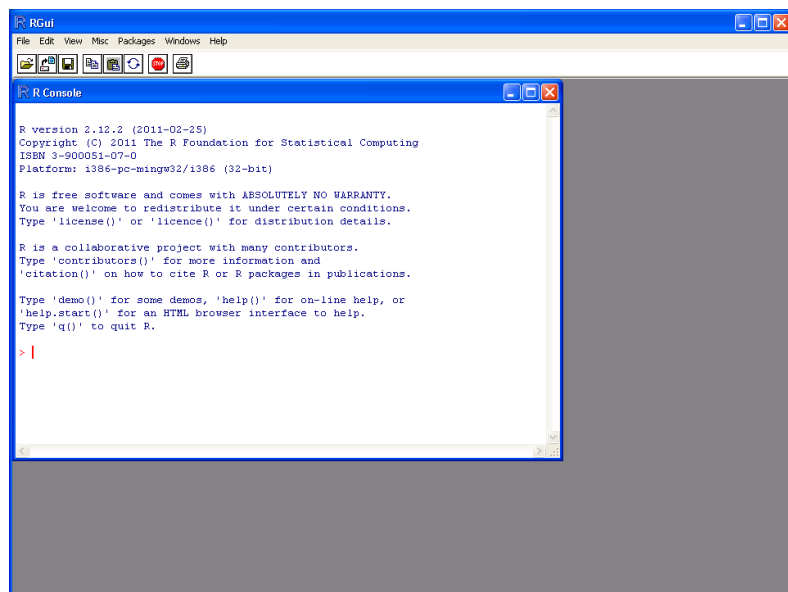 RGui
File Edit View Misc Packages Windows Help
STOP
R Console
R version 2.12.2 (2011-02-25)
Copyright (C) 2011 The R Foundation for Statistical Computing
ISBN 3-900051-07-0
Platform: i386-pc-mingw32/i386 (32-bit)
R is free software and comes with ABSOLUTELY NO WARRANTY.
You are welcome to redistribute it under certain conditions.
Type 'license()' or 'licence()' for distribution details.
R is a collaborative project with many contributors.
Type 'contributors()' for more information and
'citation()' on how to cite R or R packages in publications.
Type 'demo()' for some demos, 'help()' for on-line help, or
'help.start()' for an HTML browser interface to help.
Type 'q()' to quit R.
>